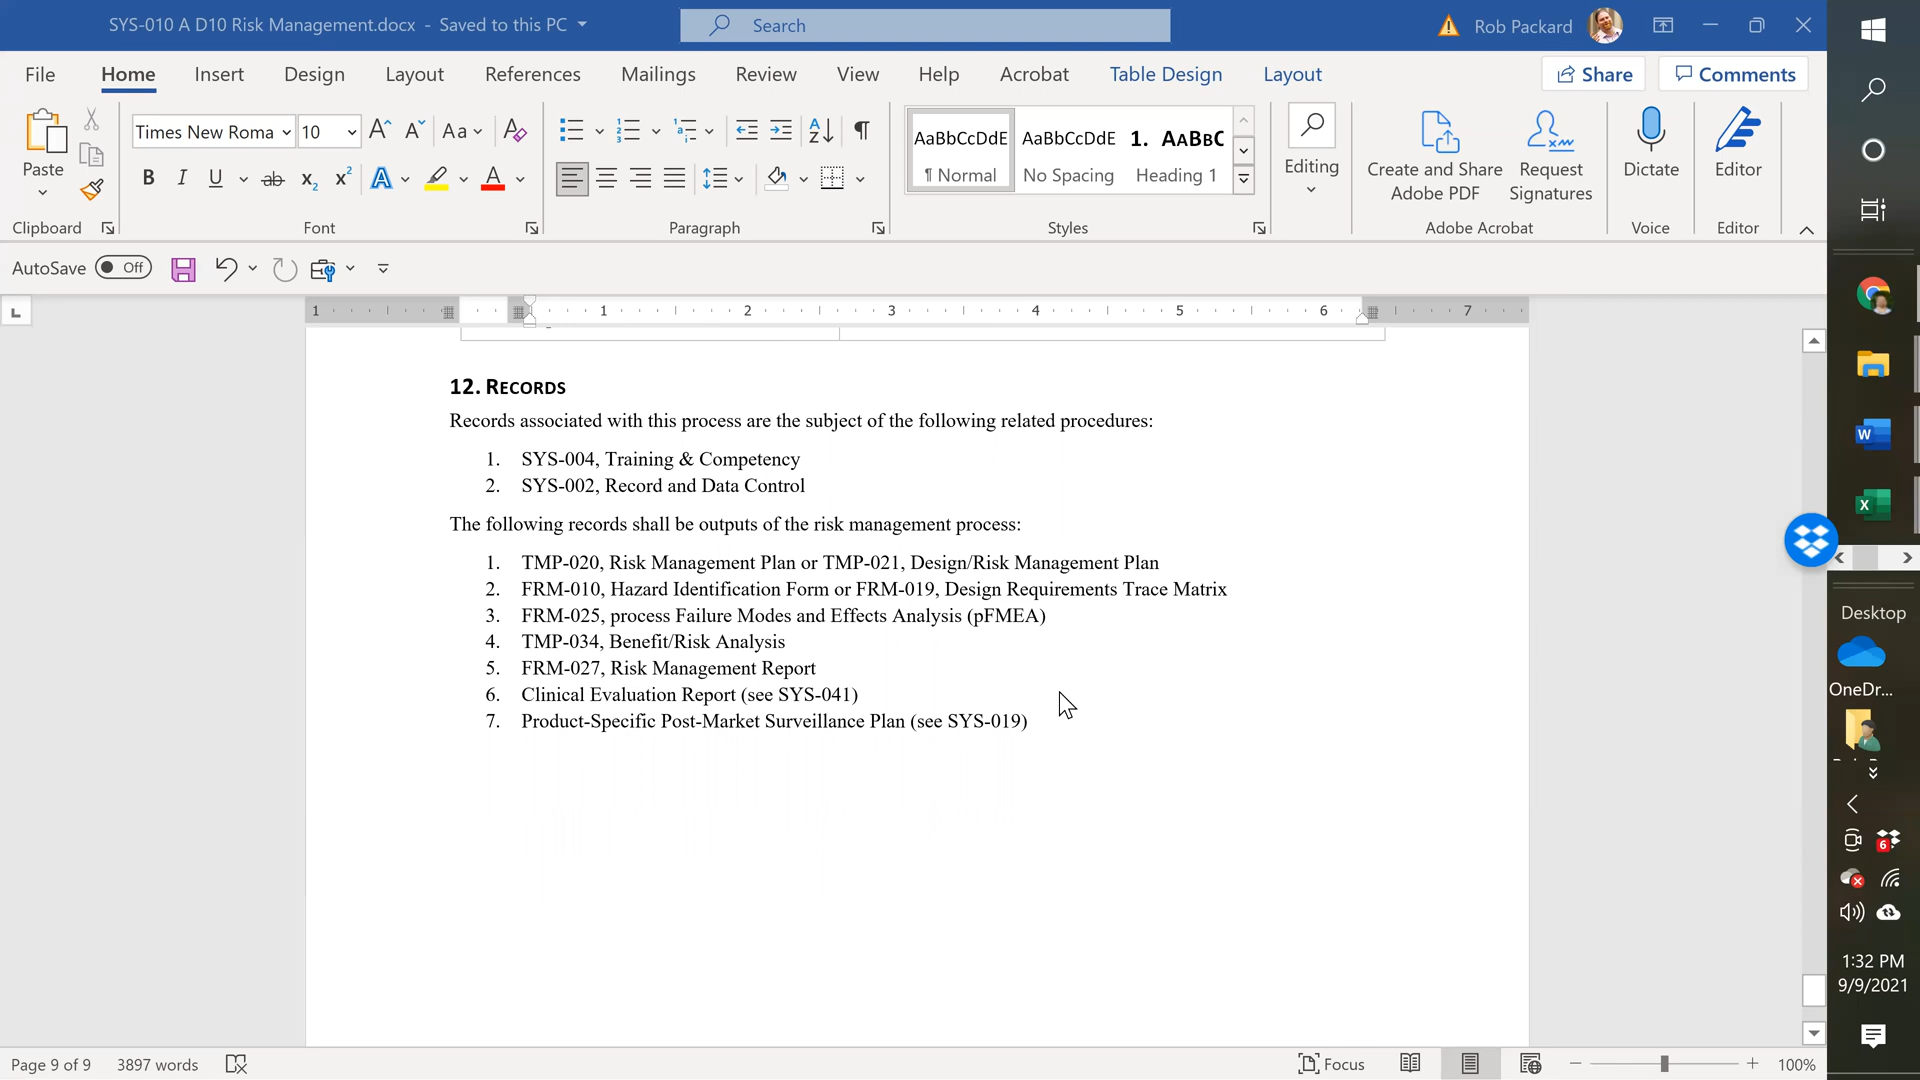 SYS-010 A D10 Risk Management.docx - Saved to this PC
Search
Rob Packard
File Home Insert Design Layout References Mailings Review View Help Acrobat Table Design Layout
Share Comments
Paste
Clipboard
Times New Roma 10
Font
Paragraph
AaBbCcDdE AaBbCcDdE 1. AABBC
¶ Normal No Spacing Heading 1
Styles
Editing
Create and Share
Adobe PDF
Request
Signatures
Adobe Acrobat
Dictate
Voice
Editor
Editor
AutoSave Off
1 1 2 3 4 5 6 7
12. RECORDS
Records associated with this process are the subject of the following related procedures:
1. SYS-004, Training & Competency
2. SYS-002, Record and Data Control
The following records shall be outputs of the risk management process:
1. TMP-020, Risk Management Plan or TMP-021, Design/Risk Management Plan
2. FRM-010, Hazard Identification Form or FRM-019, Design Requirements Trace Matrix
3. FRM-025, process Failure Modes and Effects Analysis (pFMEA)
4. TMP-034, Benefit/Risk Analysis
5. FRM-027, Risk Management Report
6. Clinical Evaluation Report (see SYS-041)
7. Product-Specific Post-Market Surveillance Plan (see SYS-019)
Desktop
OneDr...
6
1:32 PM
9/9/2021
Page 9 of 9 3897 words
Focus
100%